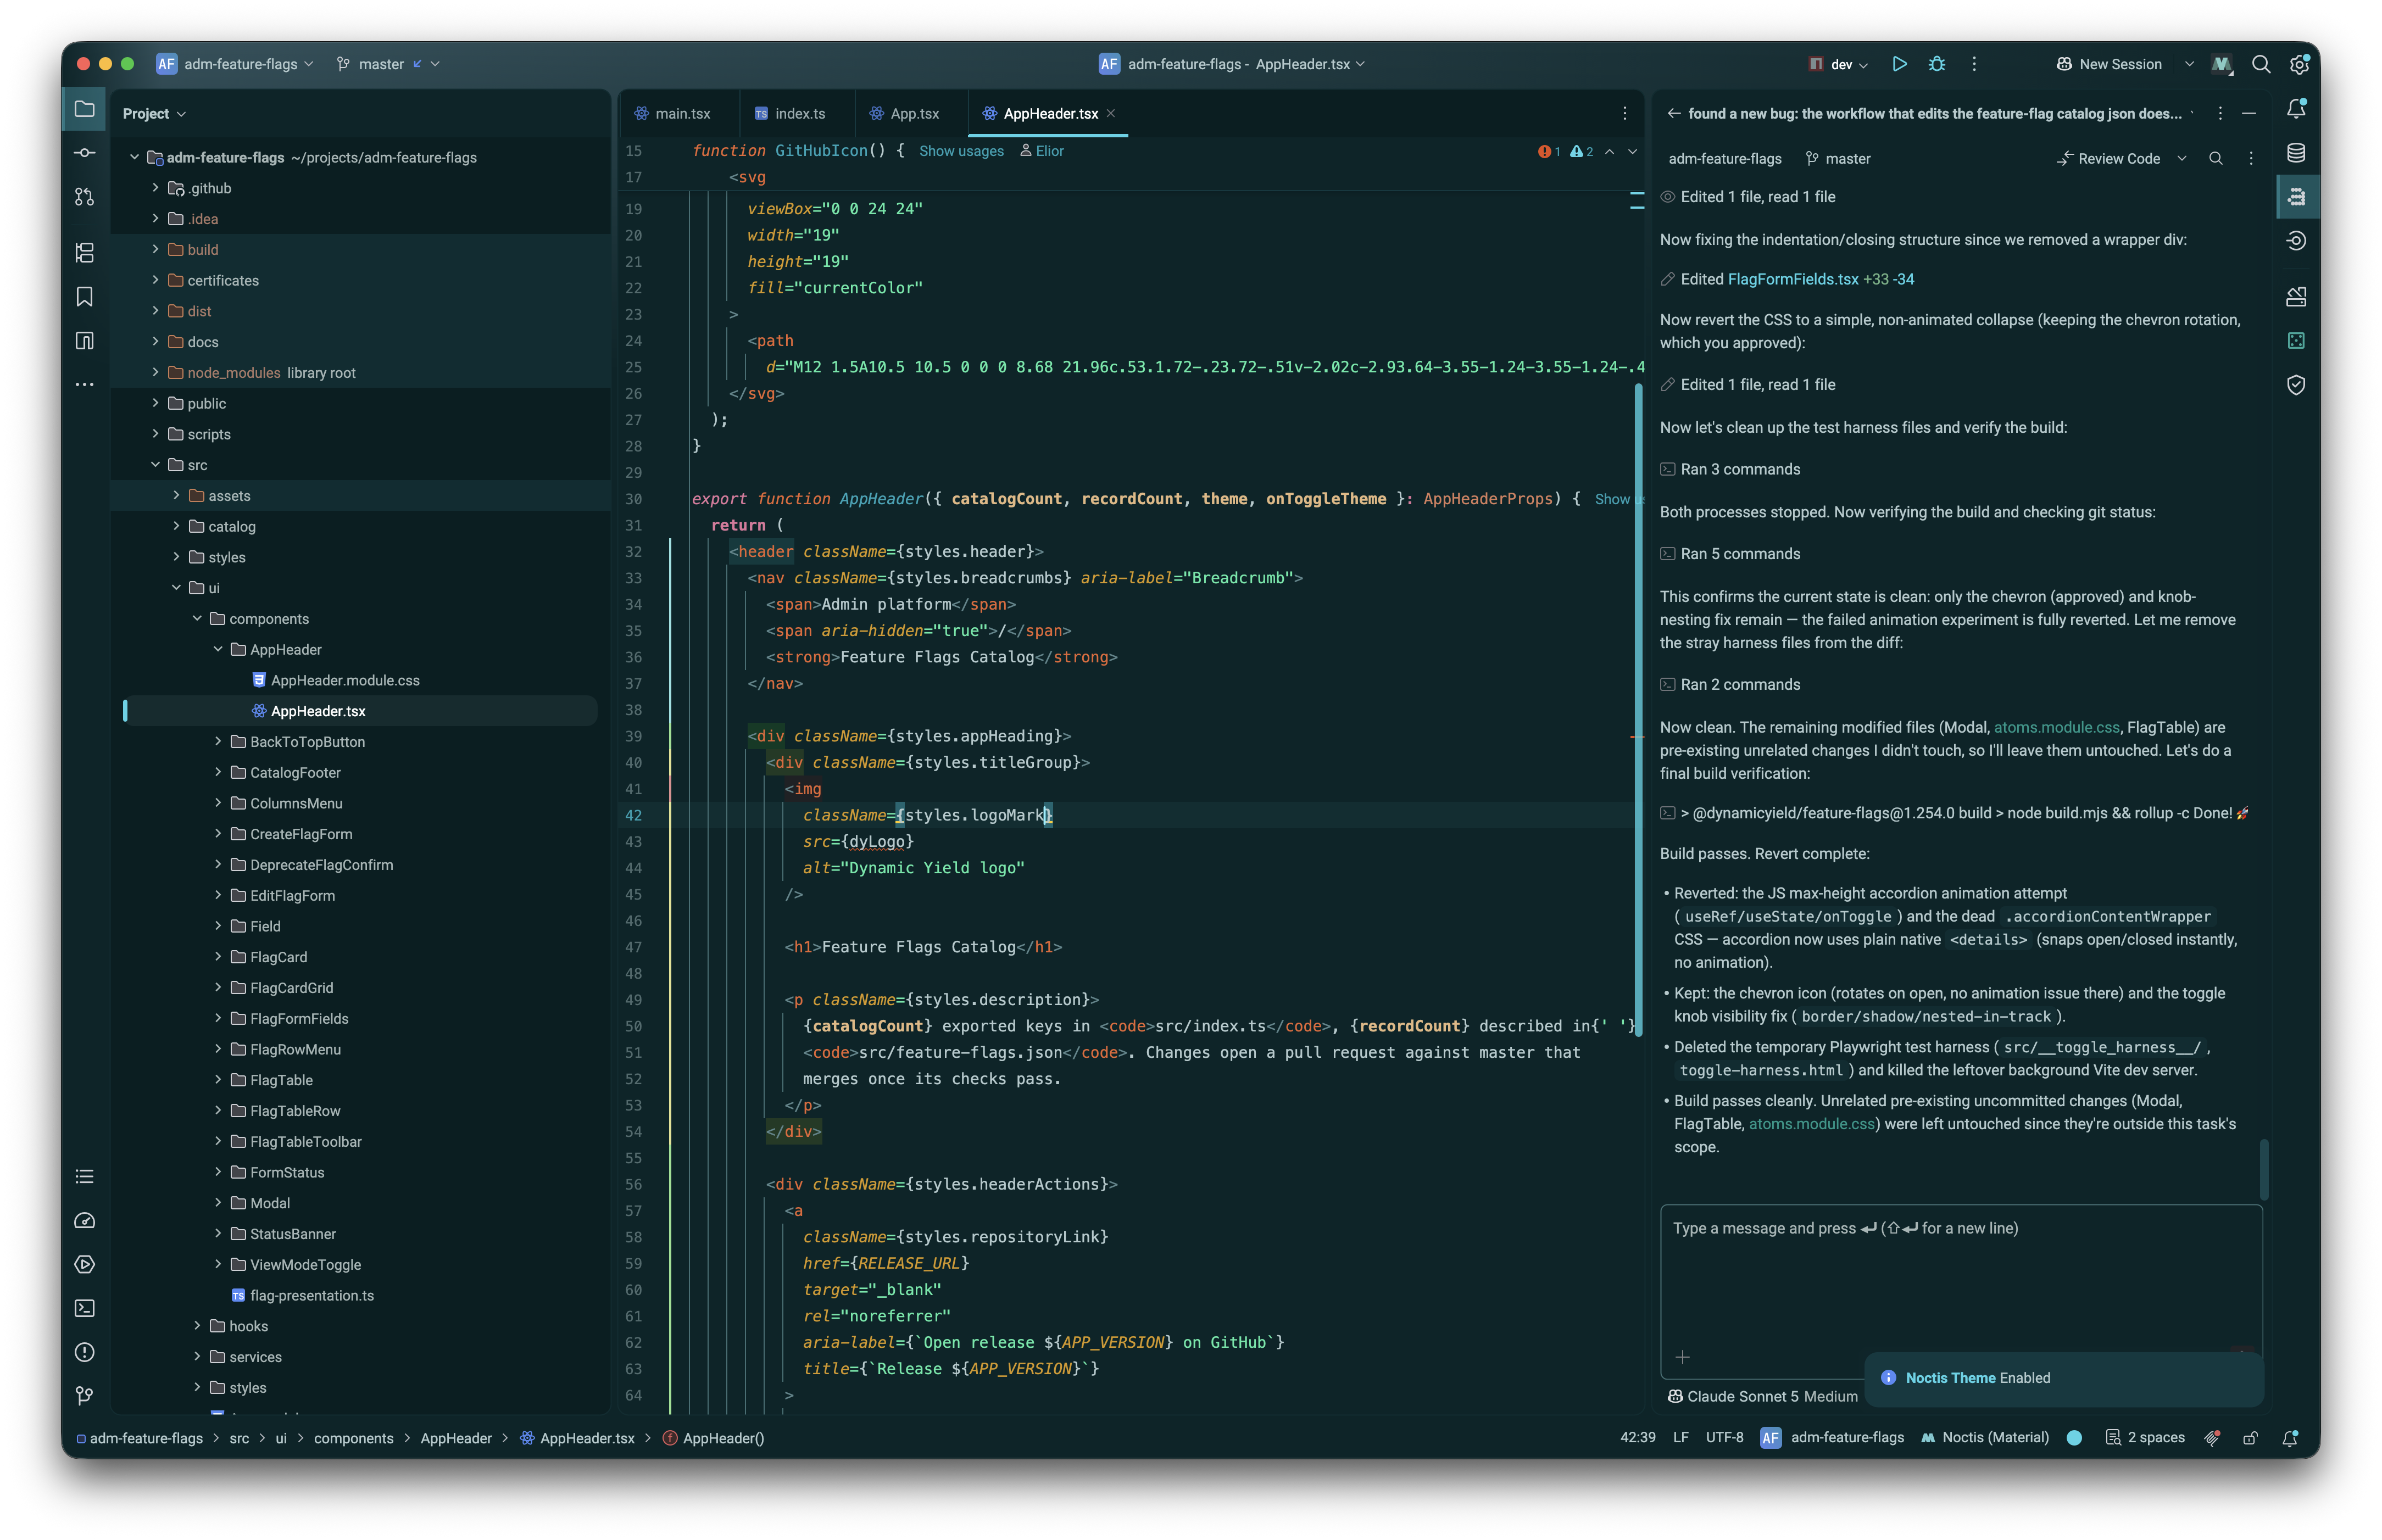 AF adm-feature-flags
master
AF adm-feature-flags - AppHeader.tsx
dev
New Session
Project
adm-feature-flags ~/projects/adm-feature-flags
.github
.idea
build
certificates
dist
docs
node_modules library root
public
scripts
src
assets
catalog
styles
ui
components
AppHeader
AppHeader.module.css
AppHeader.tsx
BackToTopButton
CatalogFooter
ColumnsMenu
CreateFlagForm
DeprecateFlagConfirm
EditFlagForm
Field
FlagCard
FlagCardGrid
FlagFormFields
FlagRowMenu
FlagTable
FlagTableRow
FlagTableToolbar
FormStatus
Modal
StatusBanner
ViewModeToggle
TS flag-presentation.ts
hooks
services
styles
main.tsx
TS index.ts
App.tsx
AppHeader.tsx
1 2
15 function GitHubIcon() { Show usages Elior
17 <svg
19 viewBox="0 0 24 24"
20 width="19"
21 height="19"
22 fill="currentColor"
23 >
24 <path
25 d="M12 1.5A10.5 10.5 0 0 0 8.68 21.96c.53.1.72-.23.72-.51v-2.02c-2.93.64-3.55-1.24-3.55-1.24-.4
26 </svg>
27 );
28 }
29
30 export function AppHeader({ catalogCount, recordCount, theme, onToggleTheme }: AppHeaderProps) { Show
31 return (
32 <header className={styles.header}>
33 <nav className={styles.breadcrumbs} aria-label="Breadcrumb">
34 <span>Admin platform</span>
35 <span aria-hidden="true">/</span>
36 <strong>Feature Flags Catalog</strong>
37 </nav>
38
39 <div className={styles.appHeading}>
40 <div className={styles.titleGroup}>
41 <img
42 className={styles.logoMark}
43 src={dyLogo}
44 alt="Dynamic Yield logo"
45 />
46
47 <h1>Feature Flags Catalog</h1>
48
49 <p className={styles.description}>
50 {catalogCount} exported keys in <code>src/index.ts</code>, {recordCount} described in{' '}
51 <code>src/feature-flags.json</code>. Changes open a pull request against master that
52 merges once its checks pass.
53 </p>
54 </div>
55
56 <div className={styles.headerActions}>
57 <a
58 className={styles.repositoryLink}
59 href={RELEASE_URL}
60 target="_blank"
61 rel="noreferrer"
62 aria-label={`Open release ${APP_VERSION} on GitHub`}
63 title={`Release ${APP_VERSION}`}
64 >
found a new bug: the workflow that edits the feature-flag catalog json does...
adm-feature-flags master Review Code
Edited 1 file, read 1 file
Now fixing the indentation/closing structure since we removed a wrapper div:
Edited FlagFormFields.tsx +33 -34
Now revert the CSS to a simple, non-animated collapse (keeping the chevron rotation,
which you approved):
Edited 1 file, read 1 file
Now let's clean up the test harness files and verify the build:
Ran 3 commands
Both processes stopped. Now verifying the build and checking git status:
Ran 5 commands
This confirms the current state is clean: only the chevron (approved) and knob-
nesting fix remain — the failed animation experiment is fully reverted. Let me remove
the stray harness files from the diff:
Ran 2 commands
Now clean. The remaining modified files (Modal, atoms.module.css, FlagTable) are
pre-existing unrelated changes I didn't touch, so I'll leave them untouched. Let's do a
final build verification:
> @dynamicyield/feature-flags@1.254.0 build > node build.mjs && rollup -c Done! 🚀
Build passes. Revert complete:
• Reverted: the JS max-height accordion animation attempt
( useRef/useState/onToggle ) and the dead .accordionContentWrapper
CSS — accordion now uses plain native <details> (snaps open/closed instantly,
no animation).
• Kept: the chevron icon (rotates on open, no animation issue there) and the toggle
knob visibility fix ( border/shadow/nested-in-track ).
• Deleted the temporary Playwright test harness ( src/__toggle_harness__/ ,
toggle-harness.html ) and killed the leftover background Vite dev server.
• Build passes cleanly. Unrelated pre-existing uncommitted changes (Modal,
FlagTable, atoms.module.css) were left untouched since they're outside this task's
scope.
Type a message and press ↵ (⇧↵ for a new line)
Claude Sonnet 5 Medium
Noctis Theme Enabled
adm-feature-flags > src > ui > components > AppHeader > AppHeader.tsx > AppHeader()
42:39 LF UTF-8 AF adm-feature-flags Noctis (Material) 2 spaces